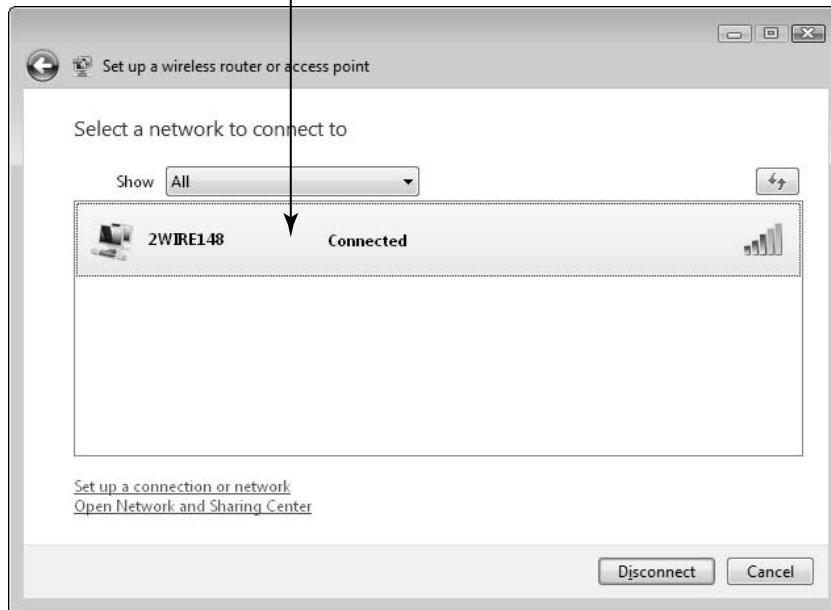 Set up a wireless router or access point
Select a network to connect to
Show All
2WIRE148 Connected
Set up a connection or network
Open Network and Sharing Center
Disconnect Cancel